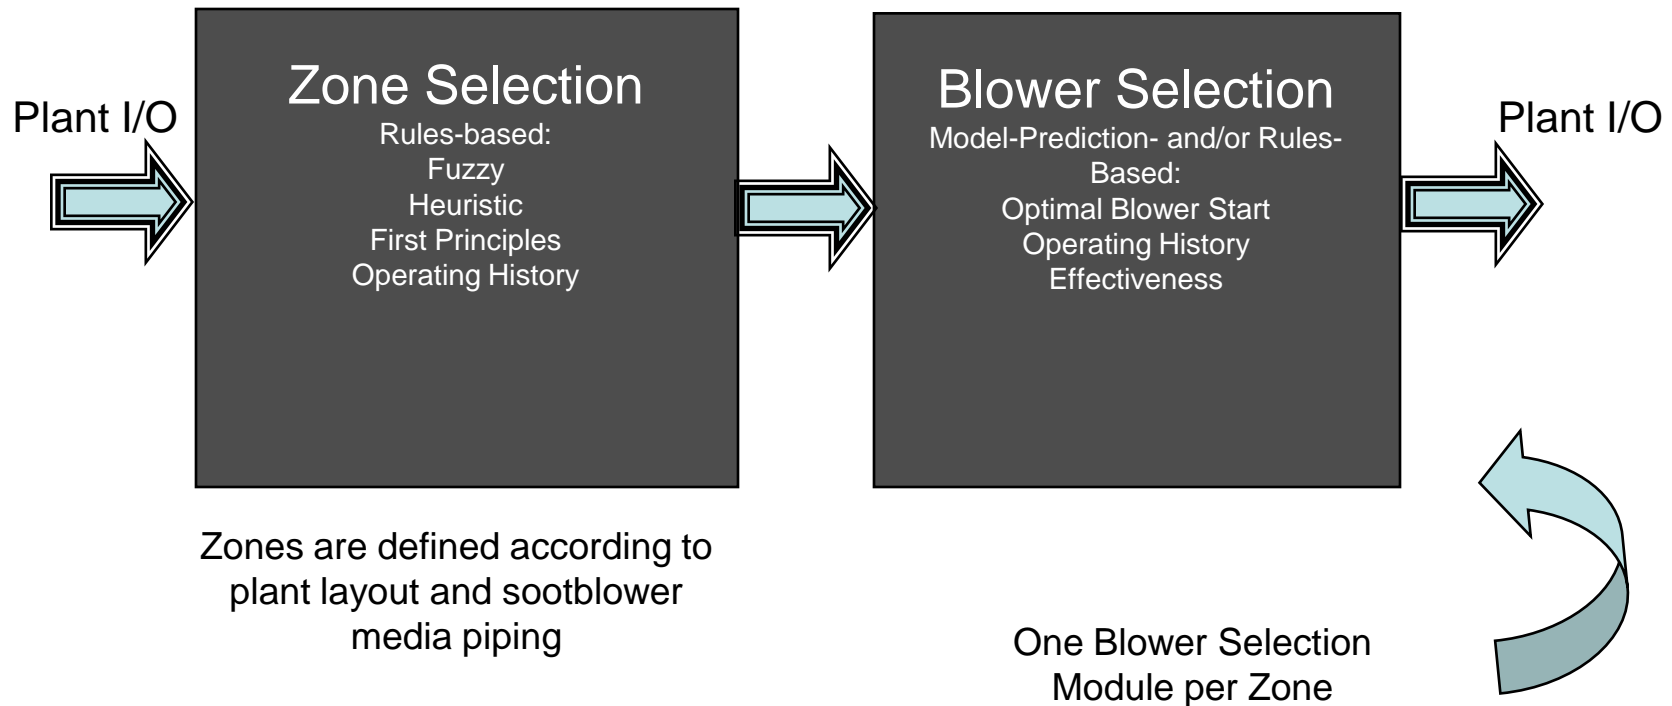 Plant I/O
Zone Selection
Rules-based:
Fuzzy
Heuristic
First Principles
Operating History
Blower Selection
Model-Prediction- and/or Rules-
Based:
Optimal Blower Start
Operating History
Effectiveness
Plant I/O
Zones are defined according to
plant layout and sootblower
media piping
One Blower Selection
Module per Zone